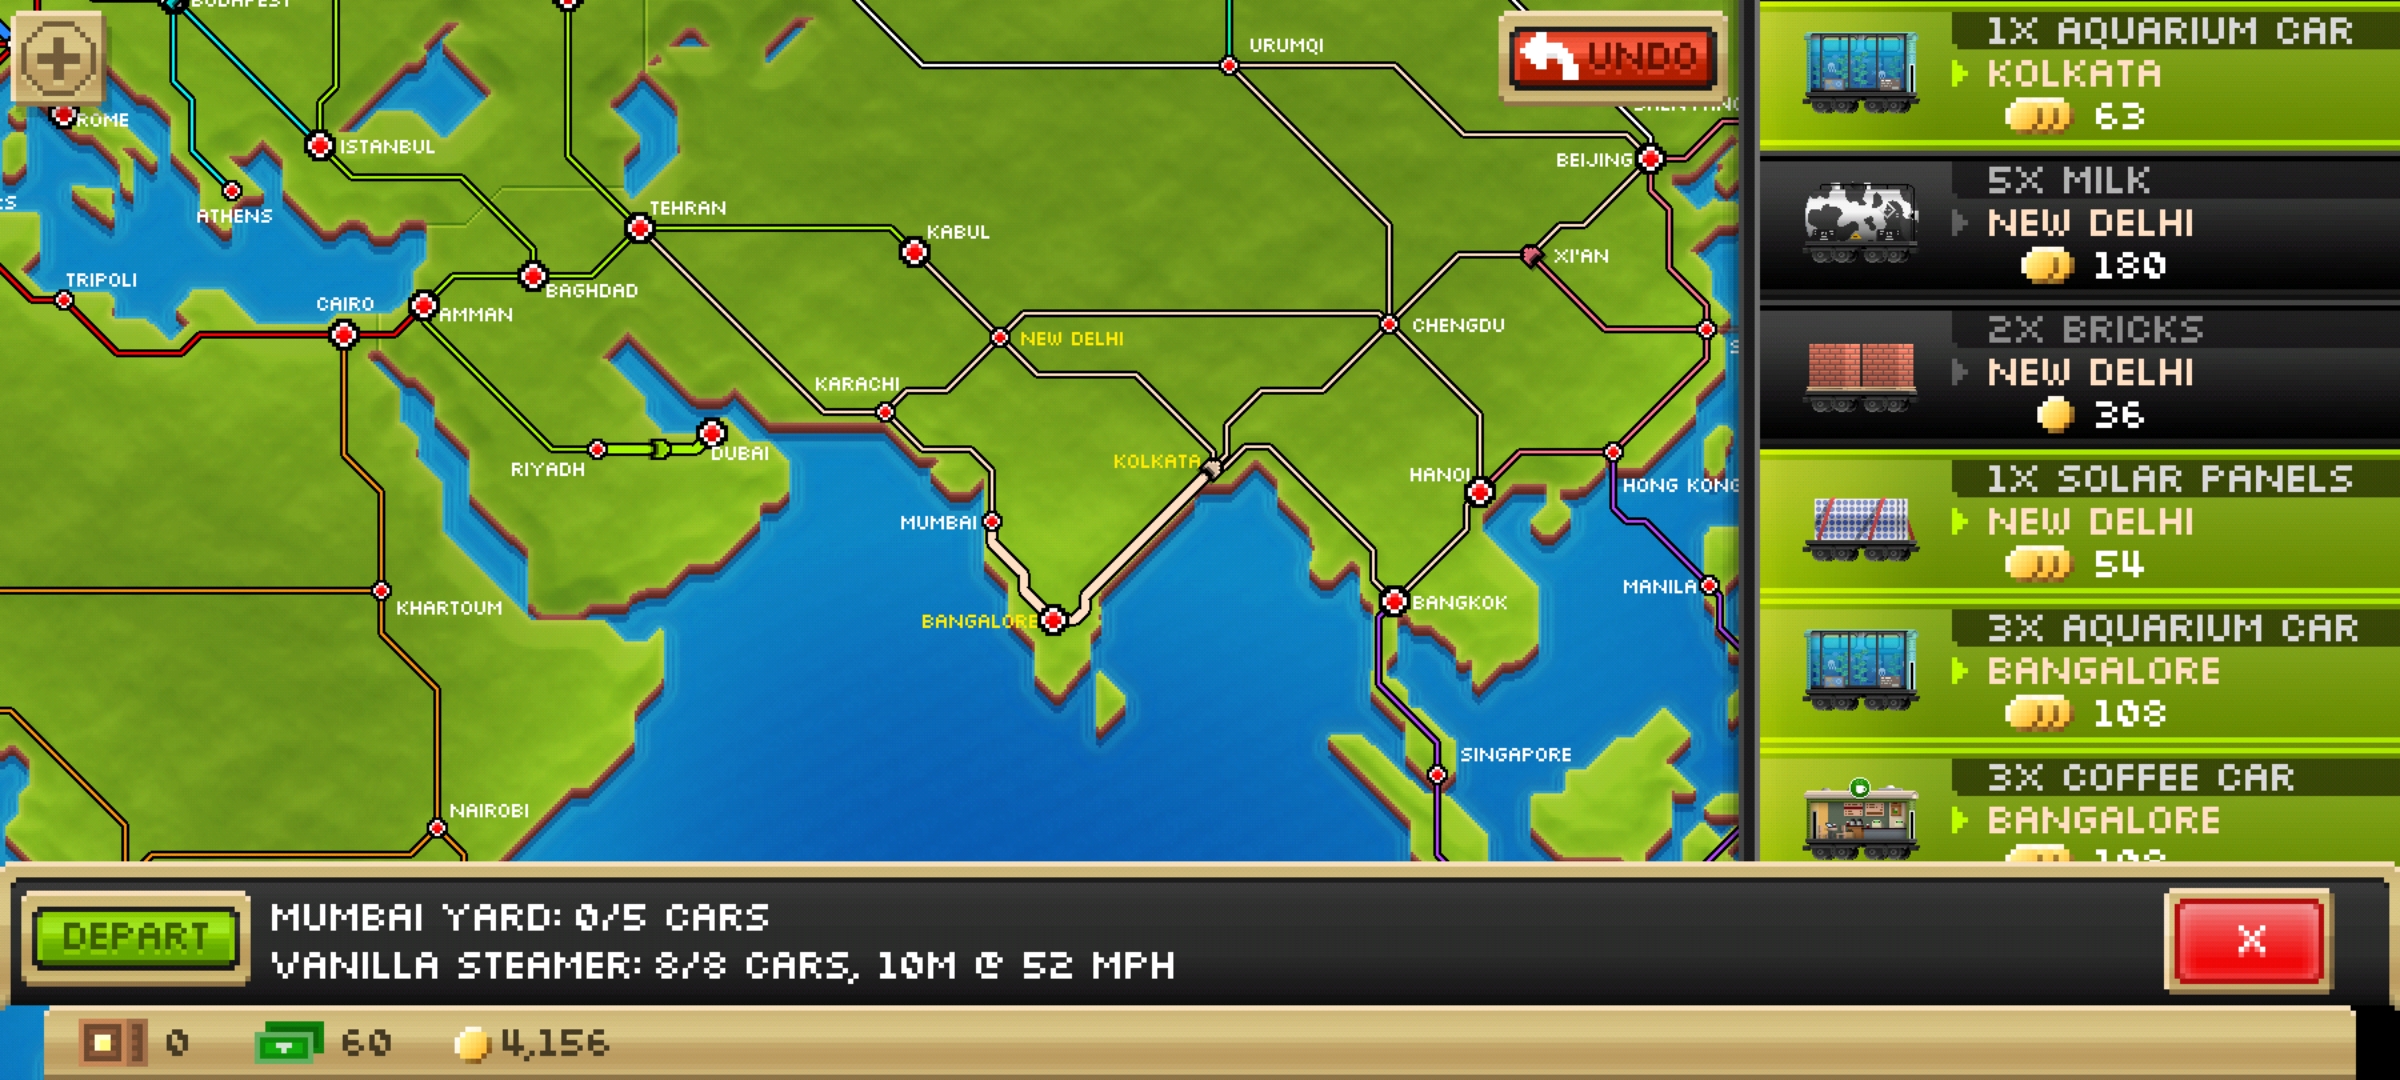 BUDAPEST
URUMQI
UNDO
ROME
ISTANBUL
BEIJING
ATHENS
TEHRAN
KABUL
XI'AN
TRIPOLI
CAIRO
AMMAN
BAGHDAD
NEW DELHI
CHENGDU
KARACHI
RIYADH
DUBAI
KOLKATA
HANOI
HONG KONG
MUMBAI
KHARTOUM
BANGALORE
BANGKOK
MANILA
SINGAPORE
NAIROBI
1X AQUARIUM CAR
KOLKATA
63
5X MILK
NEW DELHI
180
2X BRICKS
NEW DELHI
36
1X SOLAR PANELS
NEW DELHI
54
3X AQUARIUM CAR
BANGALORE
108
3X COFFEE CAR
BANGALORE
DEPART
MUMBAI YARD: 0/5 CARS
VANILLA STEAMER: 8/8 CARS, 10M @ 52 MPH
X
0
60
4,156